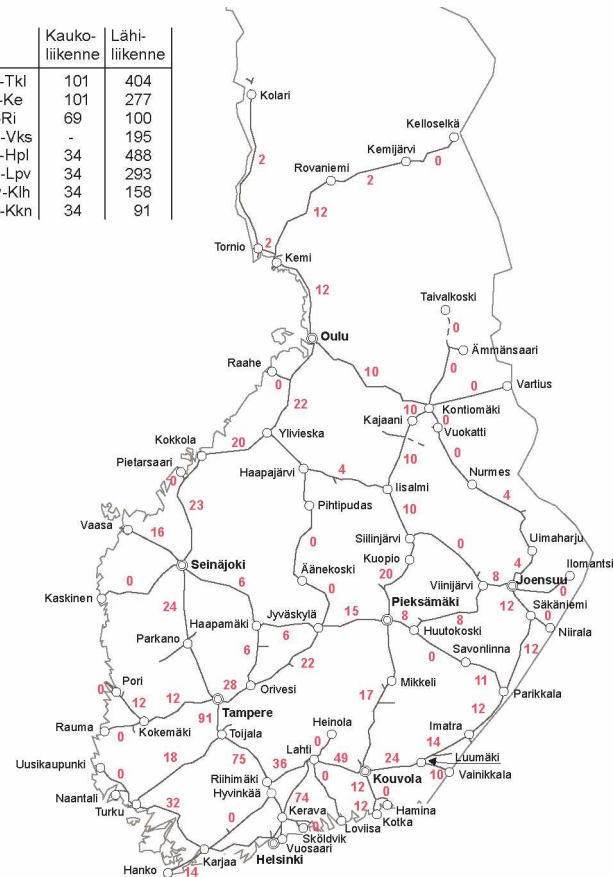 Kauko- Lähi-
liikenne liikenne
-Tkl 101 404
-Ke 101 277
-Ri 69 100
-Vks - 195
-Hpl 34 488
-Lpv 34 293
-Klh 34 158
-Kkn 34 91
Kolari
Kelloselkä
Kemijärvi
0
2
Rovaniemi
2
12
Tornio
2
Kemi
12
Taivalkoski
0
Oulu
Ämmänsaari
Raahe
0
10
0
0
Vartius
22
10
Kontiomäki
Kajaani
0
Vuokatti
Kokkola
20
Ylivieska
Pietarsaari
0
Haapajärvi
4
10
0
Nurmes
Iisalmi
4
23
Pihtipudas
10
Vaasa
16
Siilinjärvi
0
Uimaharju
Seinäjoki
0
Kuopio
4
Ilomantsi
Äänekoski
20
Viinijärvi
8
Joensuu
0
0
6
0
Kaskinen
24
Haapamäki
Jyväskylä
15
Pieksämäki
12
Säkäniemi
0
Niirala
8
8
6
Huutokoski
Parkano
6
22
0
Savonlinna
12
Pori
0
12
12
28
Orivesi
17
Mikkeli
11
Parikkala
Tampere
12
Rauma
0
Kokemäki
91
Heinola
Imatra
Toijala
0
14
Uusikaupunki
18
75
Lahti
49
24
Luumäki
36
Kouvola
10
Vainikkala
0
Riihimäki
Naantali
Hyvinkää
74
0
12
0
Turku
32
12
Hamina
0
Kerava
Kotka
0
Loviisa
Sköldvik
Vuosaari
Karjaa
Helsinki
Hanko
14